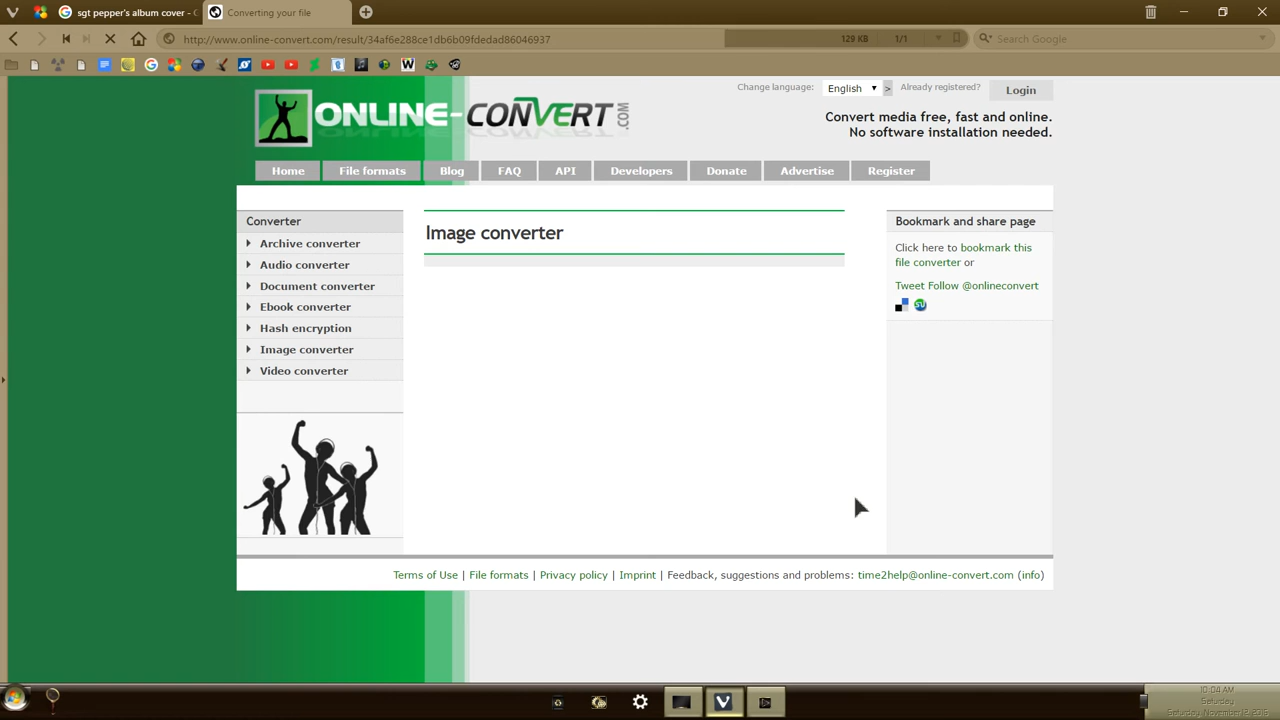 sgt pepper's album cover - G
Converting your file
http://www.online-convert.com/result/34af6e288ce1db6b09fdedad86046937
129 KB
1/1
Search Google
Change language:
English
>
Already registered?
Login
ONLINE-CONVERT.COM
Convert media free, fast and online.
No software installation needed.
Home
File formats
Blog
FAQ
API
Developers
Donate
Advertise
Register
Converter
Archive converter
Audio converter
Document converter
Ebook converter
Hash encryption
Image converter
Video converter
Image converter
Bookmark and share page
Click here to bookmark this
file converter or
Tweet Follow @onlineconvert
Terms of Use | File formats | Privacy policy | Imprint | Feedback, suggestions and problems: time2help@online-convert.com (info)
10:04 AM
Saturday